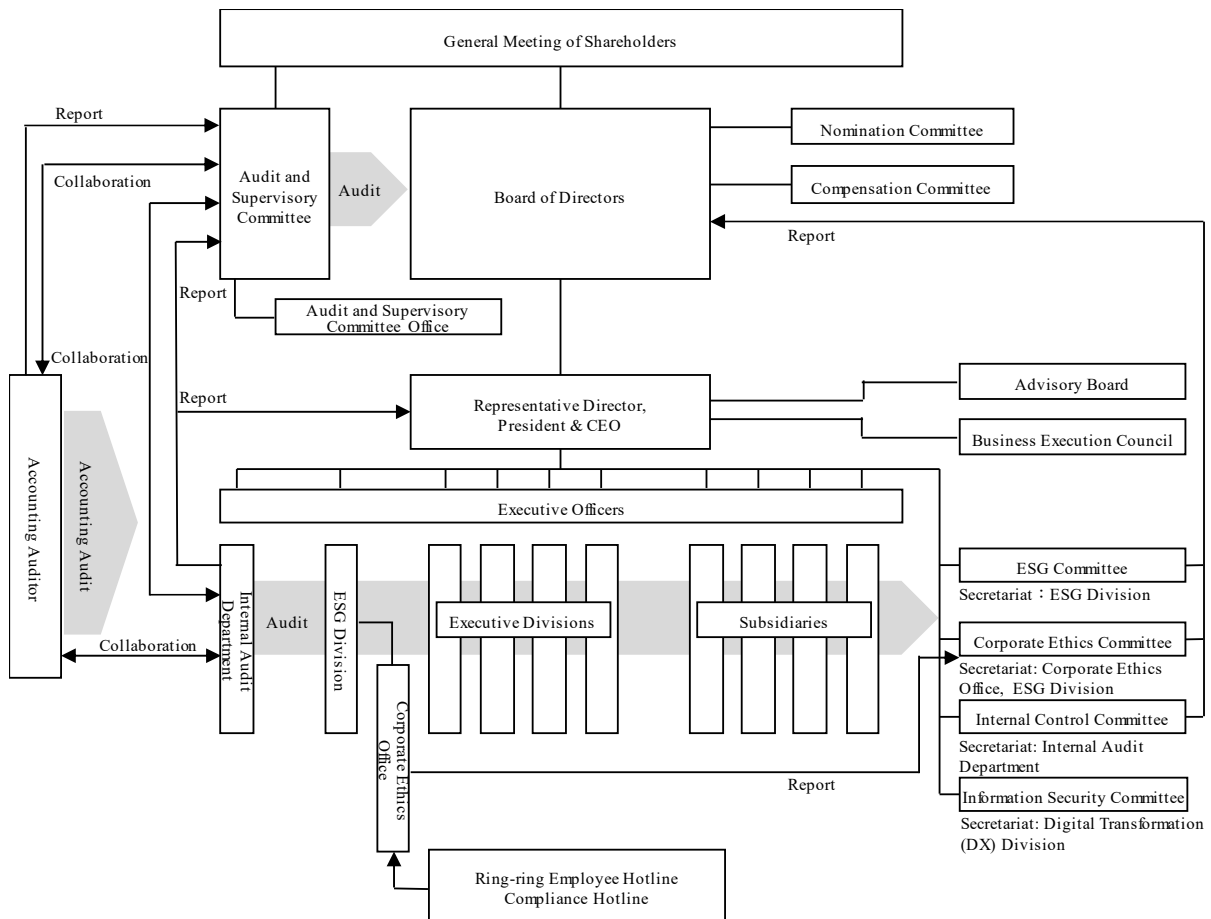 General Meeting of Shareholders
Report
Collaboration
Audit and
Supervisory
Committee
Audit
Board of Directors
Nomination Committee
Compensation Committee
Report
Report
Audit and Supervisory
Committee Office
Collaboration
Report
Representative Director,
President & CEO
Advisory Board
Business Execution Council
Accounting Auditor
Accounting Audit
Executive Officers
Collaboration
Internal Audit
Department
Audit
ESG Division
Executive Divisions
Subsidiaries
ESG Committee
Secretariat：ESG Division
Corporate Ethics Committee
Secretariat: Corporate Ethics
Office, ESG Division
Internal Control Committee
Secretariat: Internal Audit
Department
Information Security Committee
Secretariat: Digital Transformation
(DX) Division
Corporate Ethics
Office
Report
Ring-ring Employee Hotline
Compliance Hotline